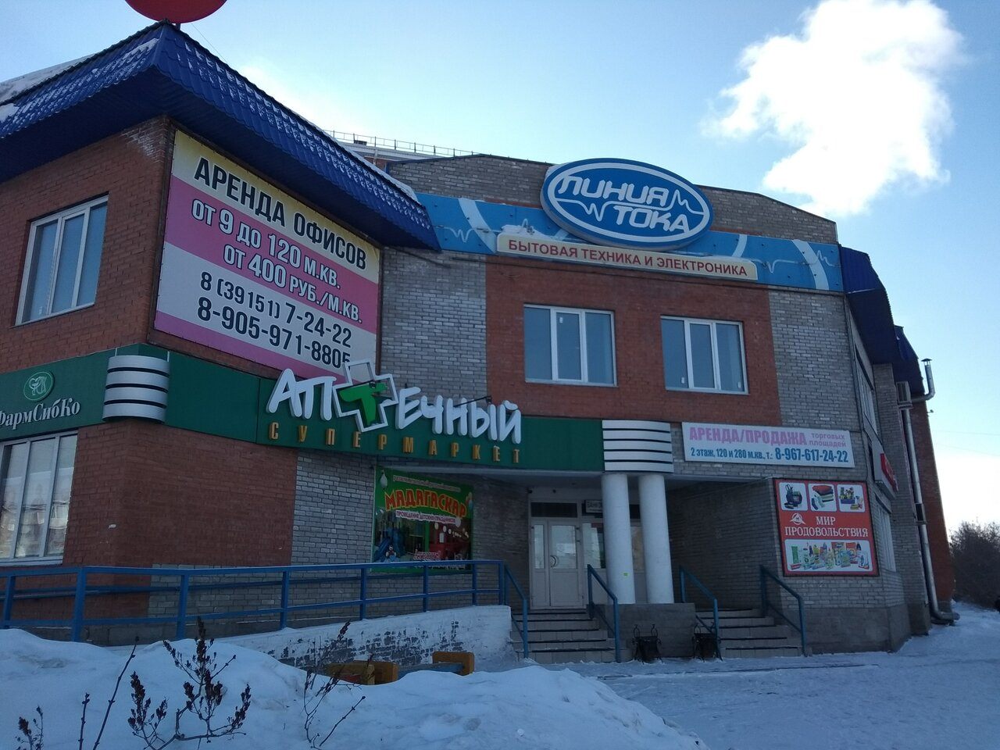 АРЕНДА ОФИСОВ
ОТ 9 ДО 120 М.КВ.
ОТ 400 РУБ./М.КВ.
8 (39151) 7-24-22
8-905-971-8805
ЛИНИЯ
ТОКА
БЫТОВАЯ ТЕХНИКА И ЭЛЕКТРОНИКА
ФармСибКо
АПТЕЧНЫЙ
СУПЕРМАРКЕТ
АРЕНДА/ПРОДАЖА торговых площадей
2 этаж, 120 и 280 м.кв., т.: 8-967-617-24-22
МАДАГАСКАР
ПРОВЕДЕНИЕ ДЕТСКИХ ПРАЗДНИКОВ
МИР
ПРОДОВОЛЬСТВИЯ